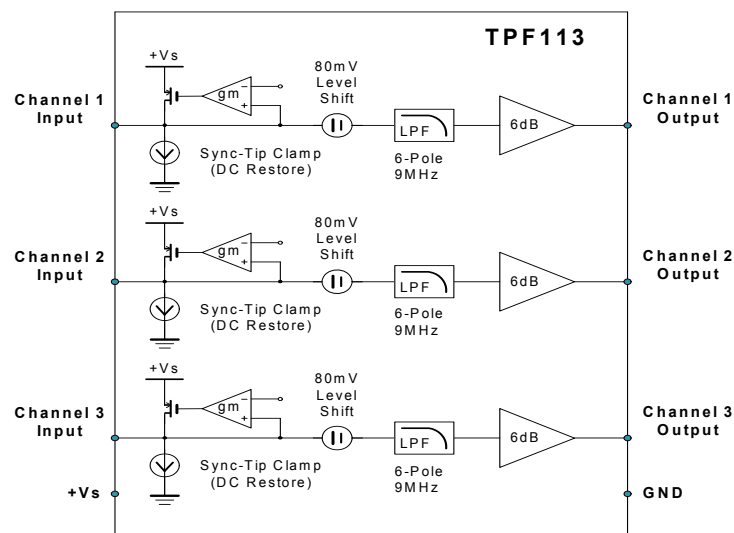 TPF113
+Vs
80mV
Level
Shift
gm
-
+
Channel 1
Input
Channel 1
Output
LPF
6dB
Sync-Tip Clamp
(DC Restore)
6-Pole
9MHz
+Vs
80mV
Level
Shift
gm
-
+
Channel 2
Input
Channel 2
Output
LPF
6dB
Sync-Tip Clamp
(DC Restore)
6-Pole
9MHz
+Vs
80mV
Level
Shift
gm
-
+
Channel 3
Input
Channel 3
Output
LPF
6dB
Sync-Tip Clamp
(DC Restore)
6-Pole
9MHz
+Vs
GND